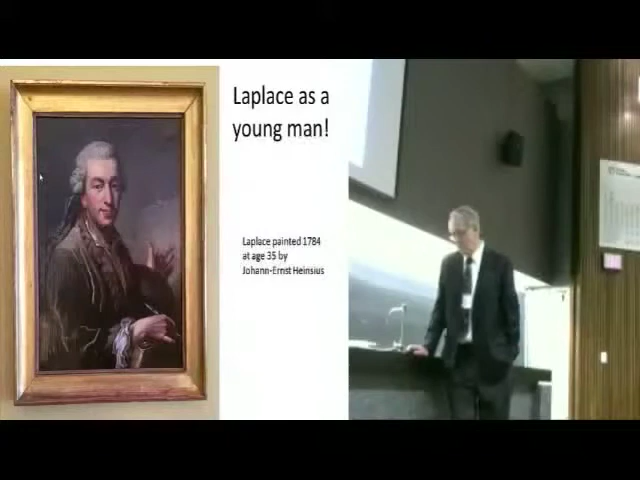 Laplace as a
young man!
Laplace painted 1784
at age 35 by
Johann-Ernst Heinsius